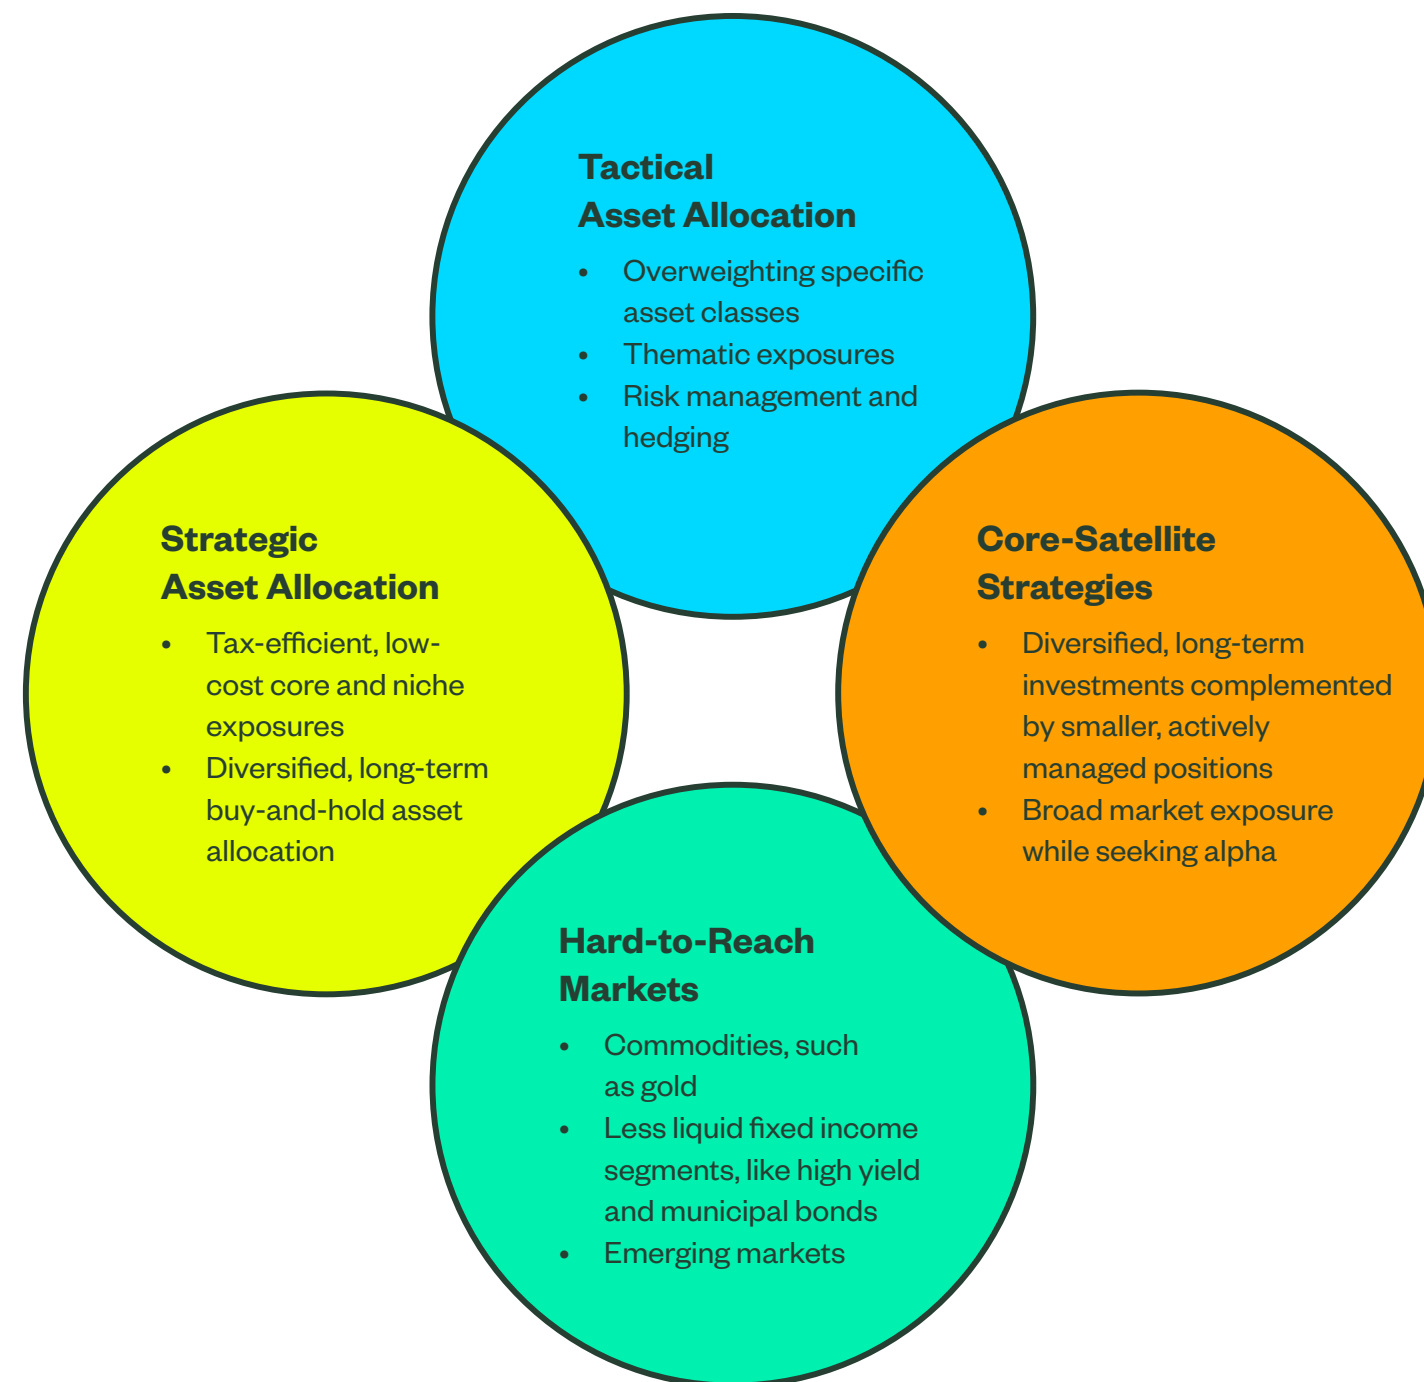 Tactical
Asset Allocation
• Overweighting specific
asset classes
• Thematic exposures
• Risk management and
hedging
Strategic
Asset Allocation
• Tax-efficient, low-
cost core and niche
exposures
• Diversified, long-term
buy-and-hold asset
allocation
Core-Satellite
Strategies
• Diversified, long-term
investments complemented
by smaller, actively
managed positions
• Broad market exposure
while seeking alpha
Hard-to-Reach
Markets
• Commodities, such
as gold
• Less liquid fixed income
segments, like high yield
and municipal bonds
• Emerging markets